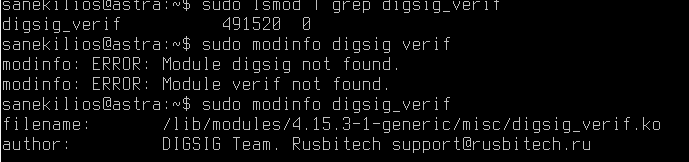 sanekilios@astra:~$ sudo lsmod | grep digsig_verif
digsig_verif 491520 0
sanekilios@astra:~$ sudo modinfo digsig verif
modinfo: ERROR: Module digsig not found.
modinfo: ERROR: Module verif not found.
sanekilios@astra:~$ sudo modinfo digsig_verif
filename: /lib/modules/4.15.3-1-generic/misc/digsig_verif.ko
author: DIGSIG Team. Rusbitech support@rusbitech.ru